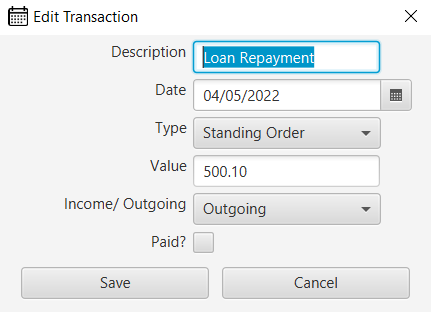 Edit Transaction
Description Loan Repayment
Date 04/05/2022
Type Standing Order
Value 500.10
Income/ Outgoing Outgoing
Paid?
Save Cancel